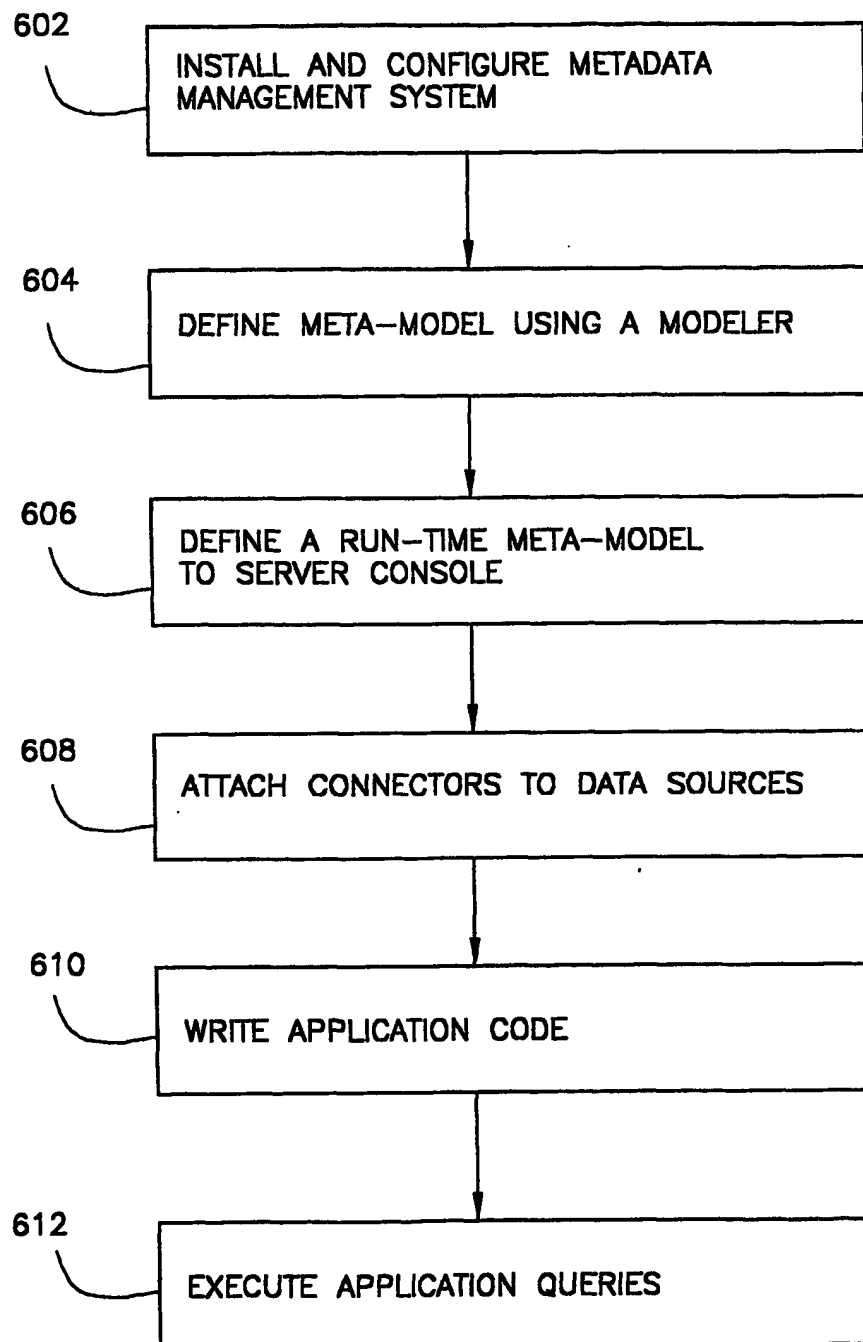 602
INSTALL AND CONFIGURE METADATA
MANAGEMENT SYSTEM
604
DEFINE META-MODEL USING A MODELER
606
DEFINE A RUN-TIME META-MODEL
TO SERVER CONSOLE
608
ATTACH CONNECTORS TO DATA SOURCES
610
WRITE APPLICATION CODE
612
EXECUTE APPLICATION QUERIES